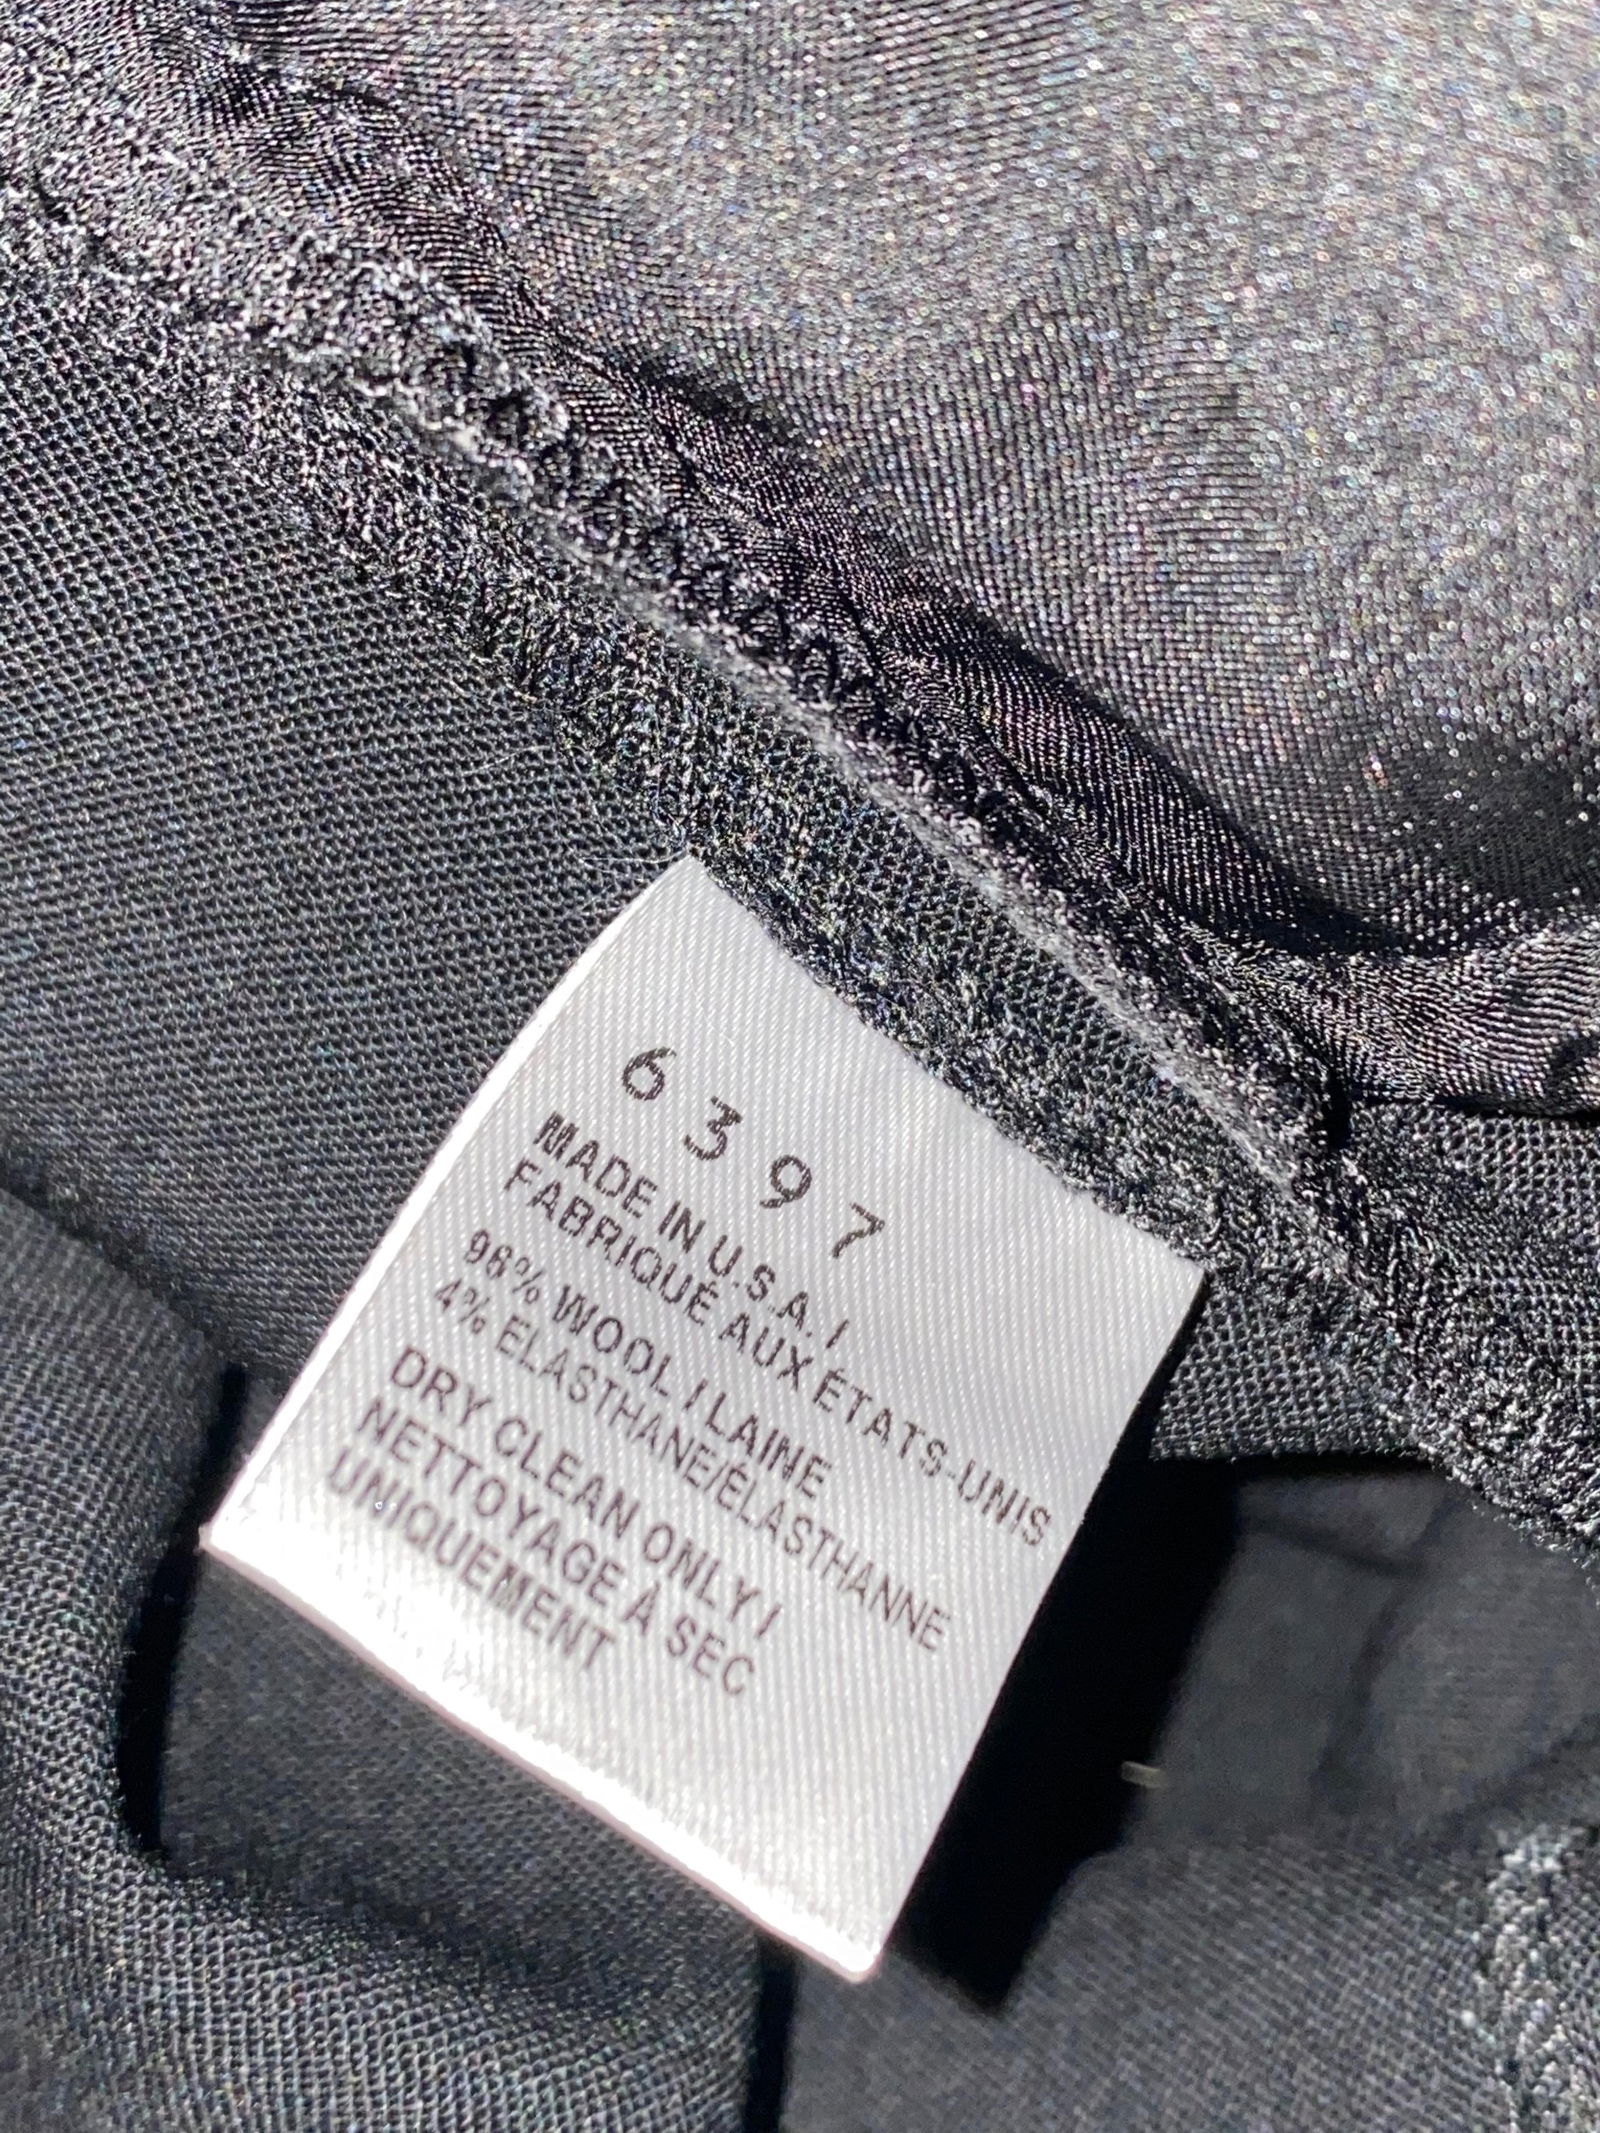 6397
MADE IN U.S.A. /
FABRIQUÉ AUX ÉTATS-UNIS
96% WOOL / LAINE
4% ELASTHANE/ÉLASTHANNE
DRY CLEAN ONLY /
NETTOYAGE À SEC
UNIQUEMENT